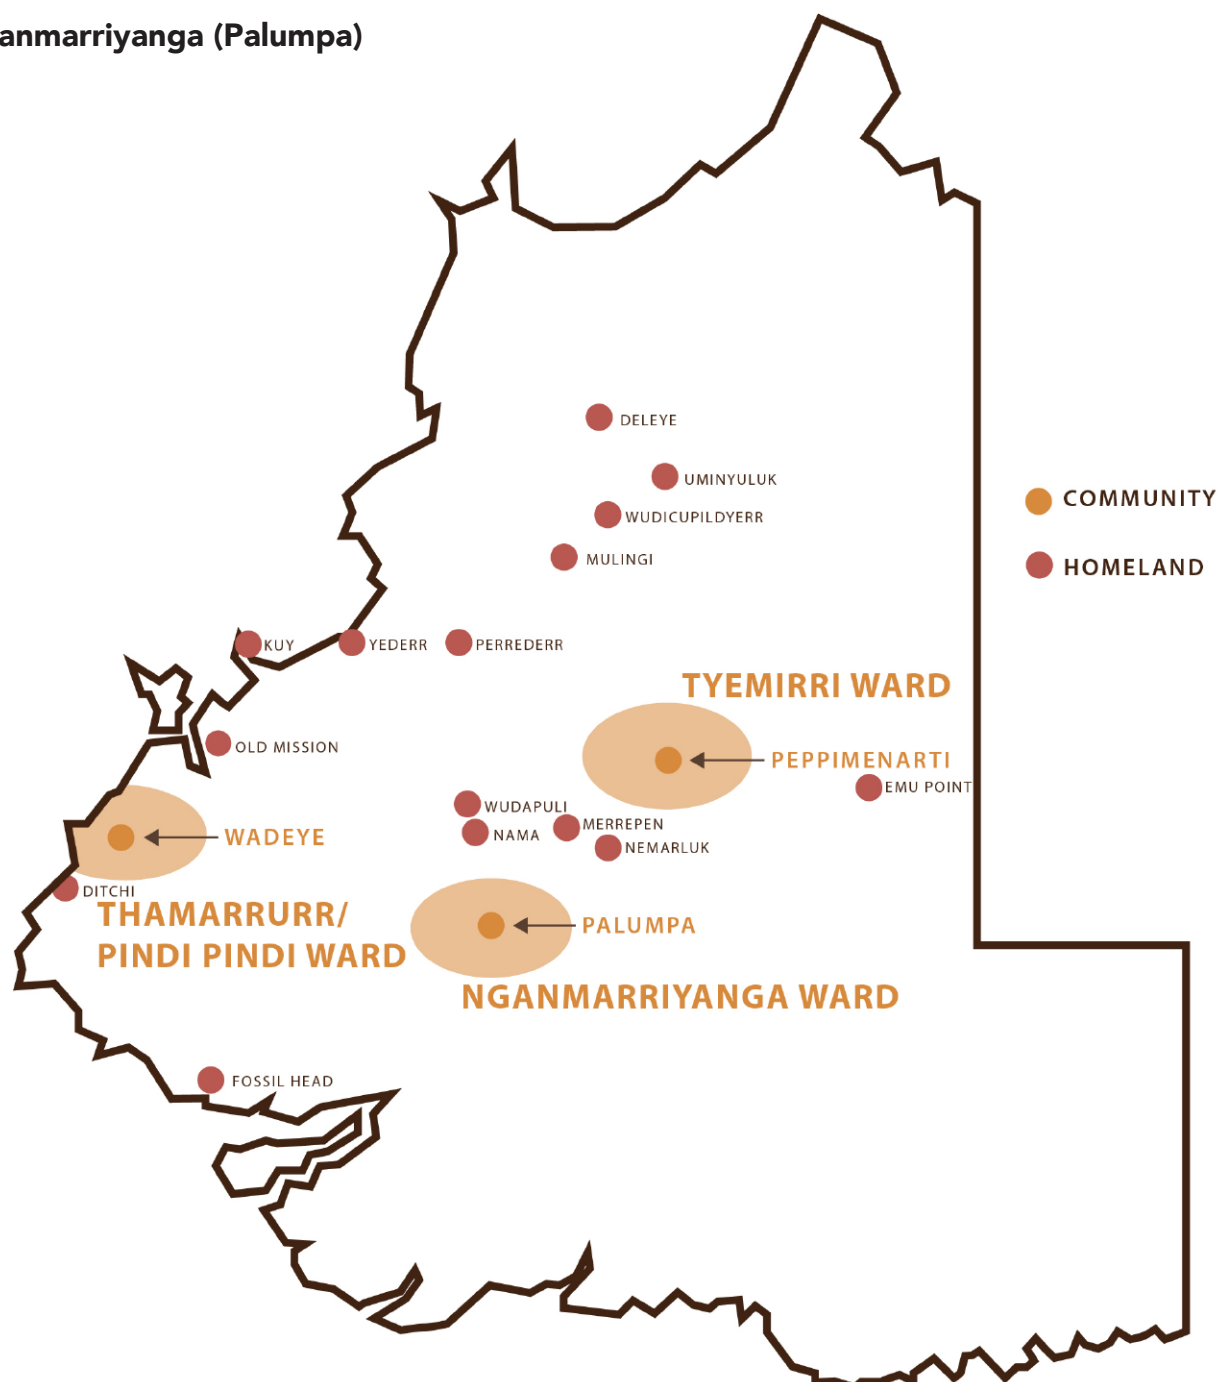 anmarriyanga (Palumpa)
DELEYE
UMINYULUK
COMMUNITY
WUDICUPILDYERR
MULINGI
HOMELAND
KUY
YEDERR
PERREDERR
TYEMIRRI WARD
OLD MISSION
PEPPIMENARTI
EMU POINT
WUDAPULI
MERREPEN
NAMA
WADEYE
NEMARLUK
DITCHI
THAMARRURR/
PINDI PINDI WARD
PALUMPA
NGANMARRIYANGA WARD
FOSSIL HEAD